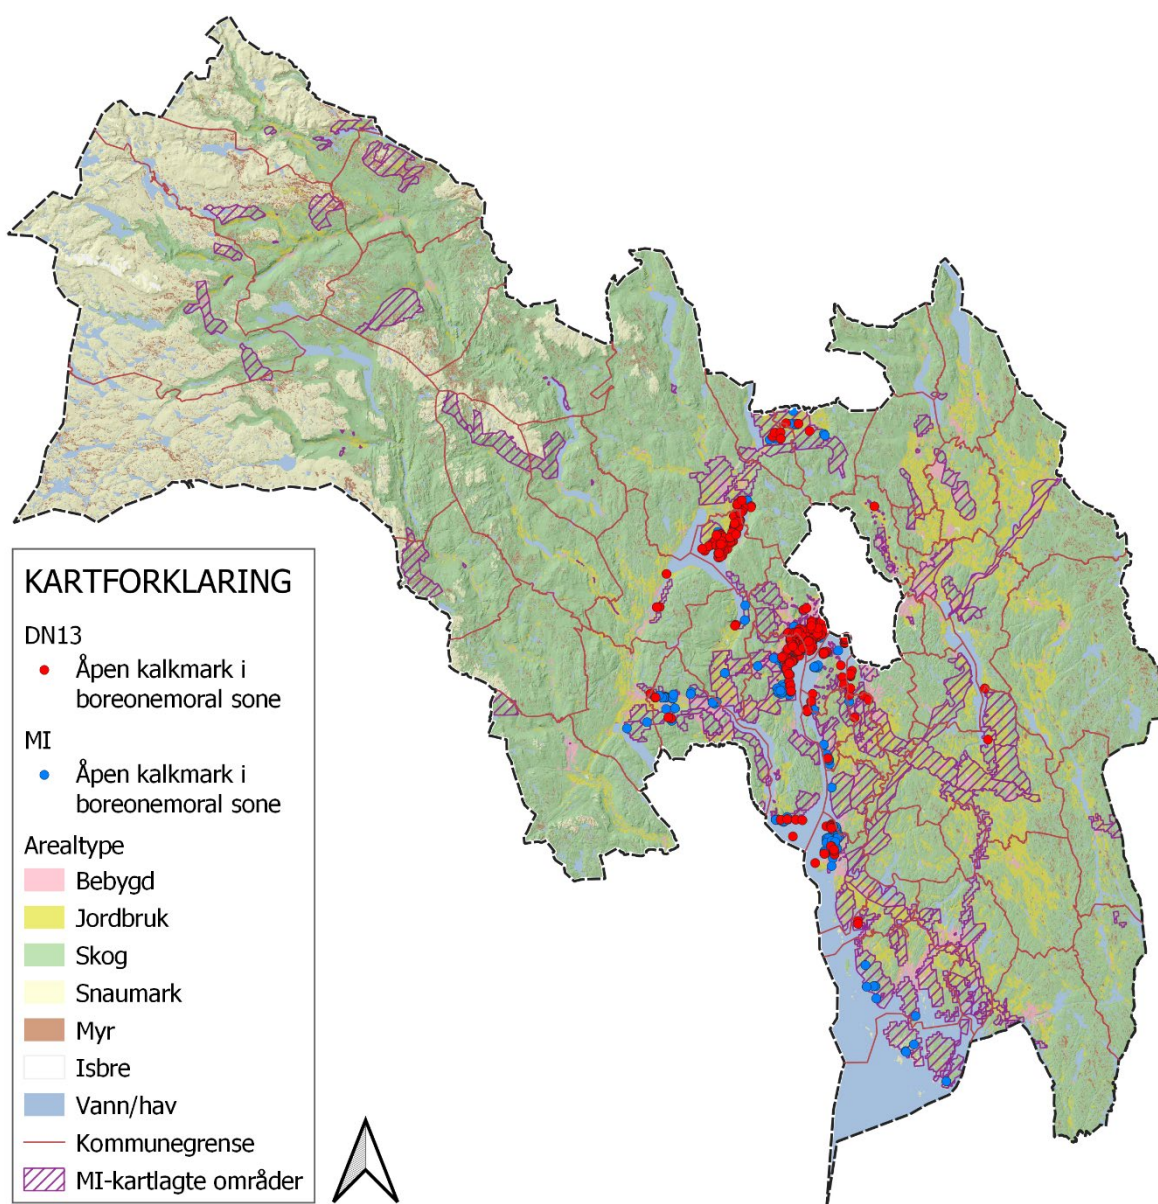 KARTFORKLARING
DN13
Åpen kalkmark i
boreonemoral sone
MI
Åpen kalkmark i
boreonemoral sone
Arealtype
Bebygd
Jordbruk
Skog
Snaumark
Myr
Isbre
Vann/hav
Kommunegrense
MI-kartlagte områder